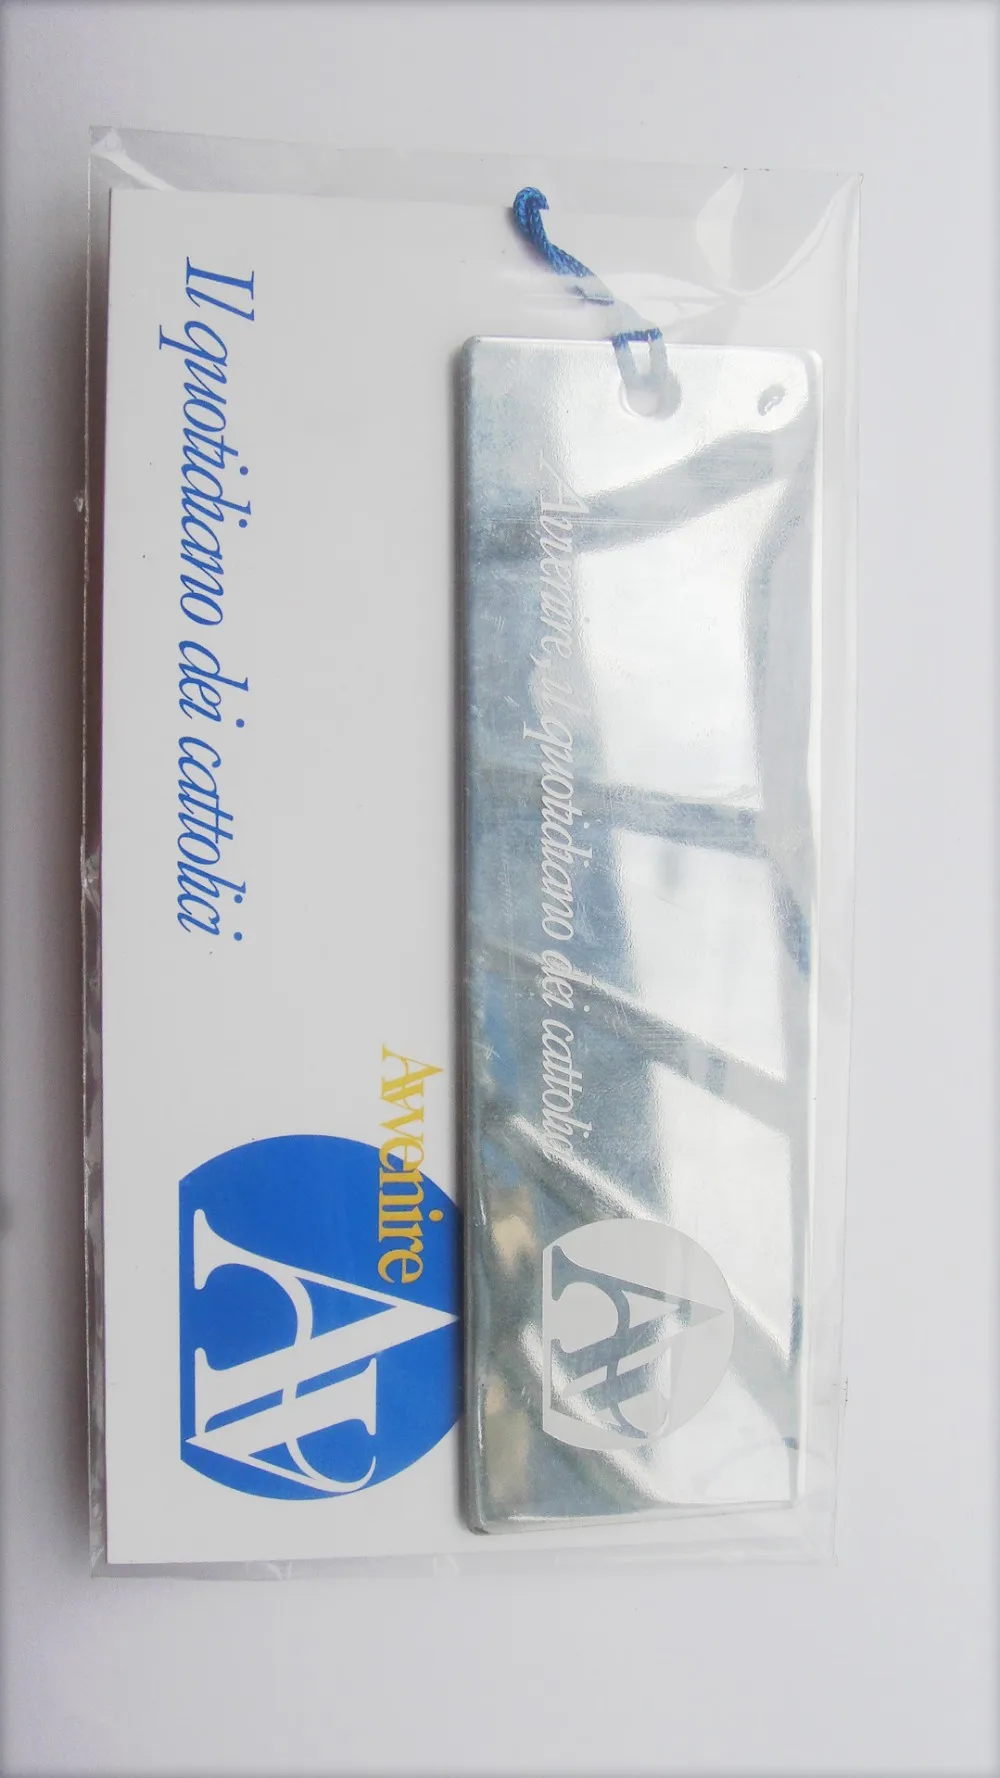 Avvenire, il quotidiano dei cattolici
AV
Avvenire
AV
Il quotidiano dei cattolici